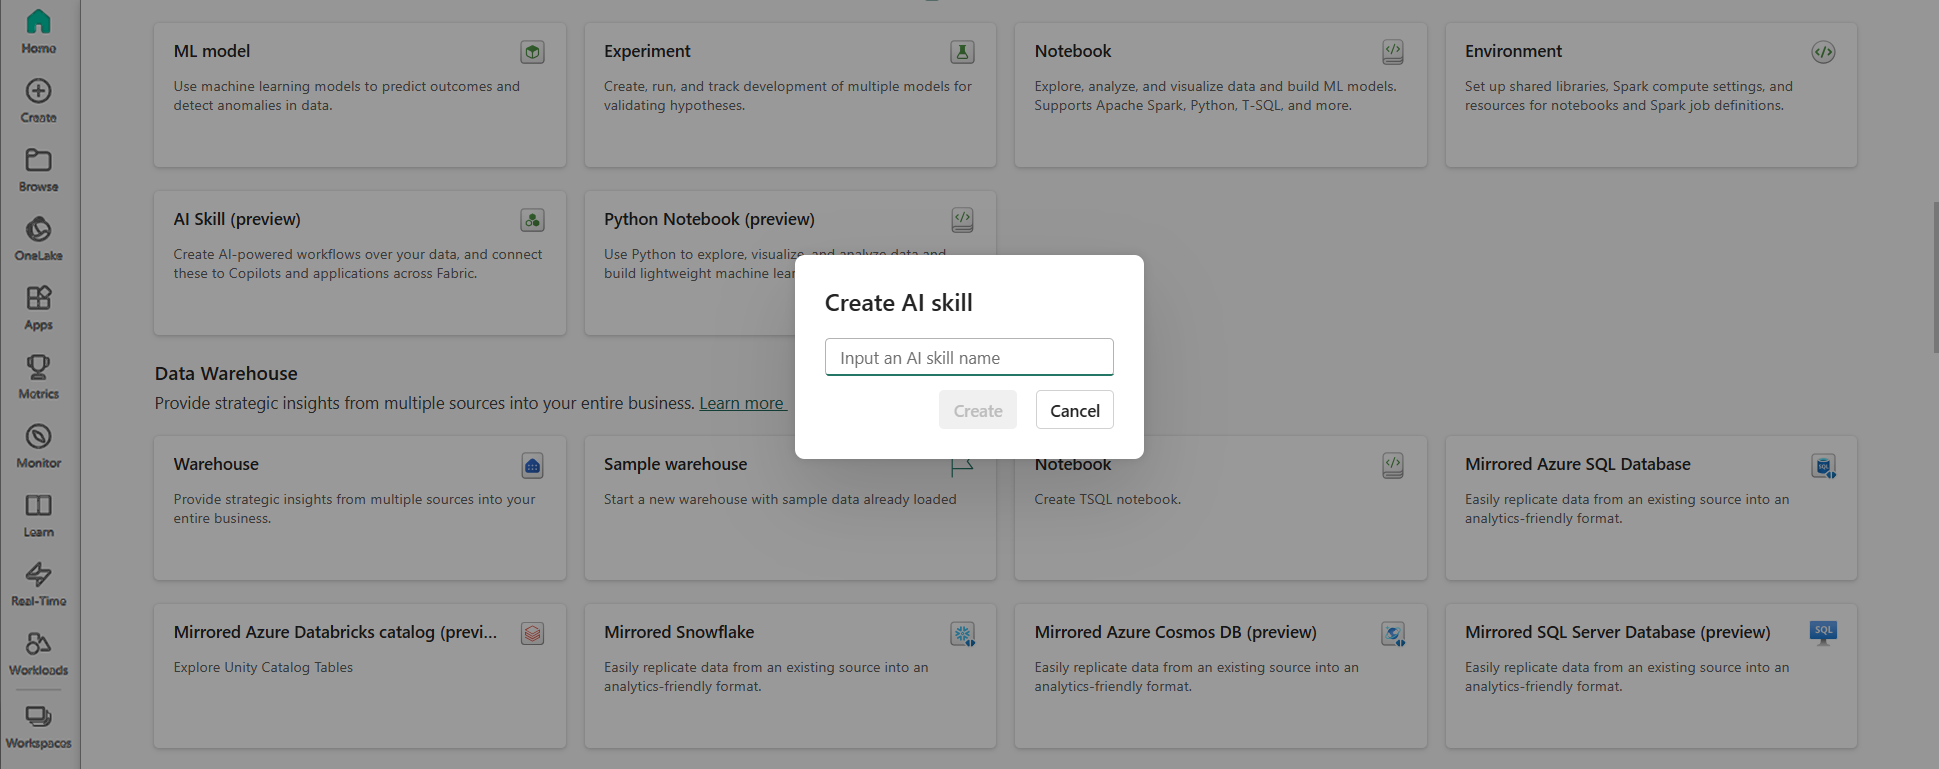 Home
Create
Browse
OneLake
Apps
Metrics
Monitor
Learn
Real-Time
Workloads
Workspaces
ML model
Use machine learning models to predict outcomes and
detect anomalies in data.
Experiment
Create, run, and track development of multiple models for
validating hypotheses.
Notebook
Explore, analyze, and visualize data and build ML models.
Supports Apache Spark, Python, T-SQL, and more.
Environment
Set up shared libraries, Spark compute settings, and
resources for notebooks and Spark job definitions.
AI Skill (preview)
Create AI-powered workflows over your data, and connect
these to Copilots and applications across Fabric.
Python Notebook (preview)
Use Python to explore, visualize, and analyze data and
build lightweight machine
Create AI skill
Input an AI skill name
Create
Cancel
Data Warehouse
Provide strategic insights from multiple sources into your entire business. Learn more
Warehouse
Provide strategic insights from multiple sources into your
entire business.
Sample warehouse
Start a new warehouse with sample data already loaded
Notebook
Create TSQL notebook.
Mirrored Azure SQL Database
SQL
Easily replicate data from an existing source into an
analytics-friendly format.
Mirrored Azure Databricks catalog (previ...
Explore Unity Catalog Tables
Mirrored Snowflake
Easily replicate data from an existing source into an
analytics-friendly format.
Mirrored Azure Cosmos DB (preview)
Easily replicate data from an existing source into an
analytics-friendly format.
Mirrored SQL Server Database (preview)
SQL
Easily replicate data from an existing source into an
analytics-friendly format.